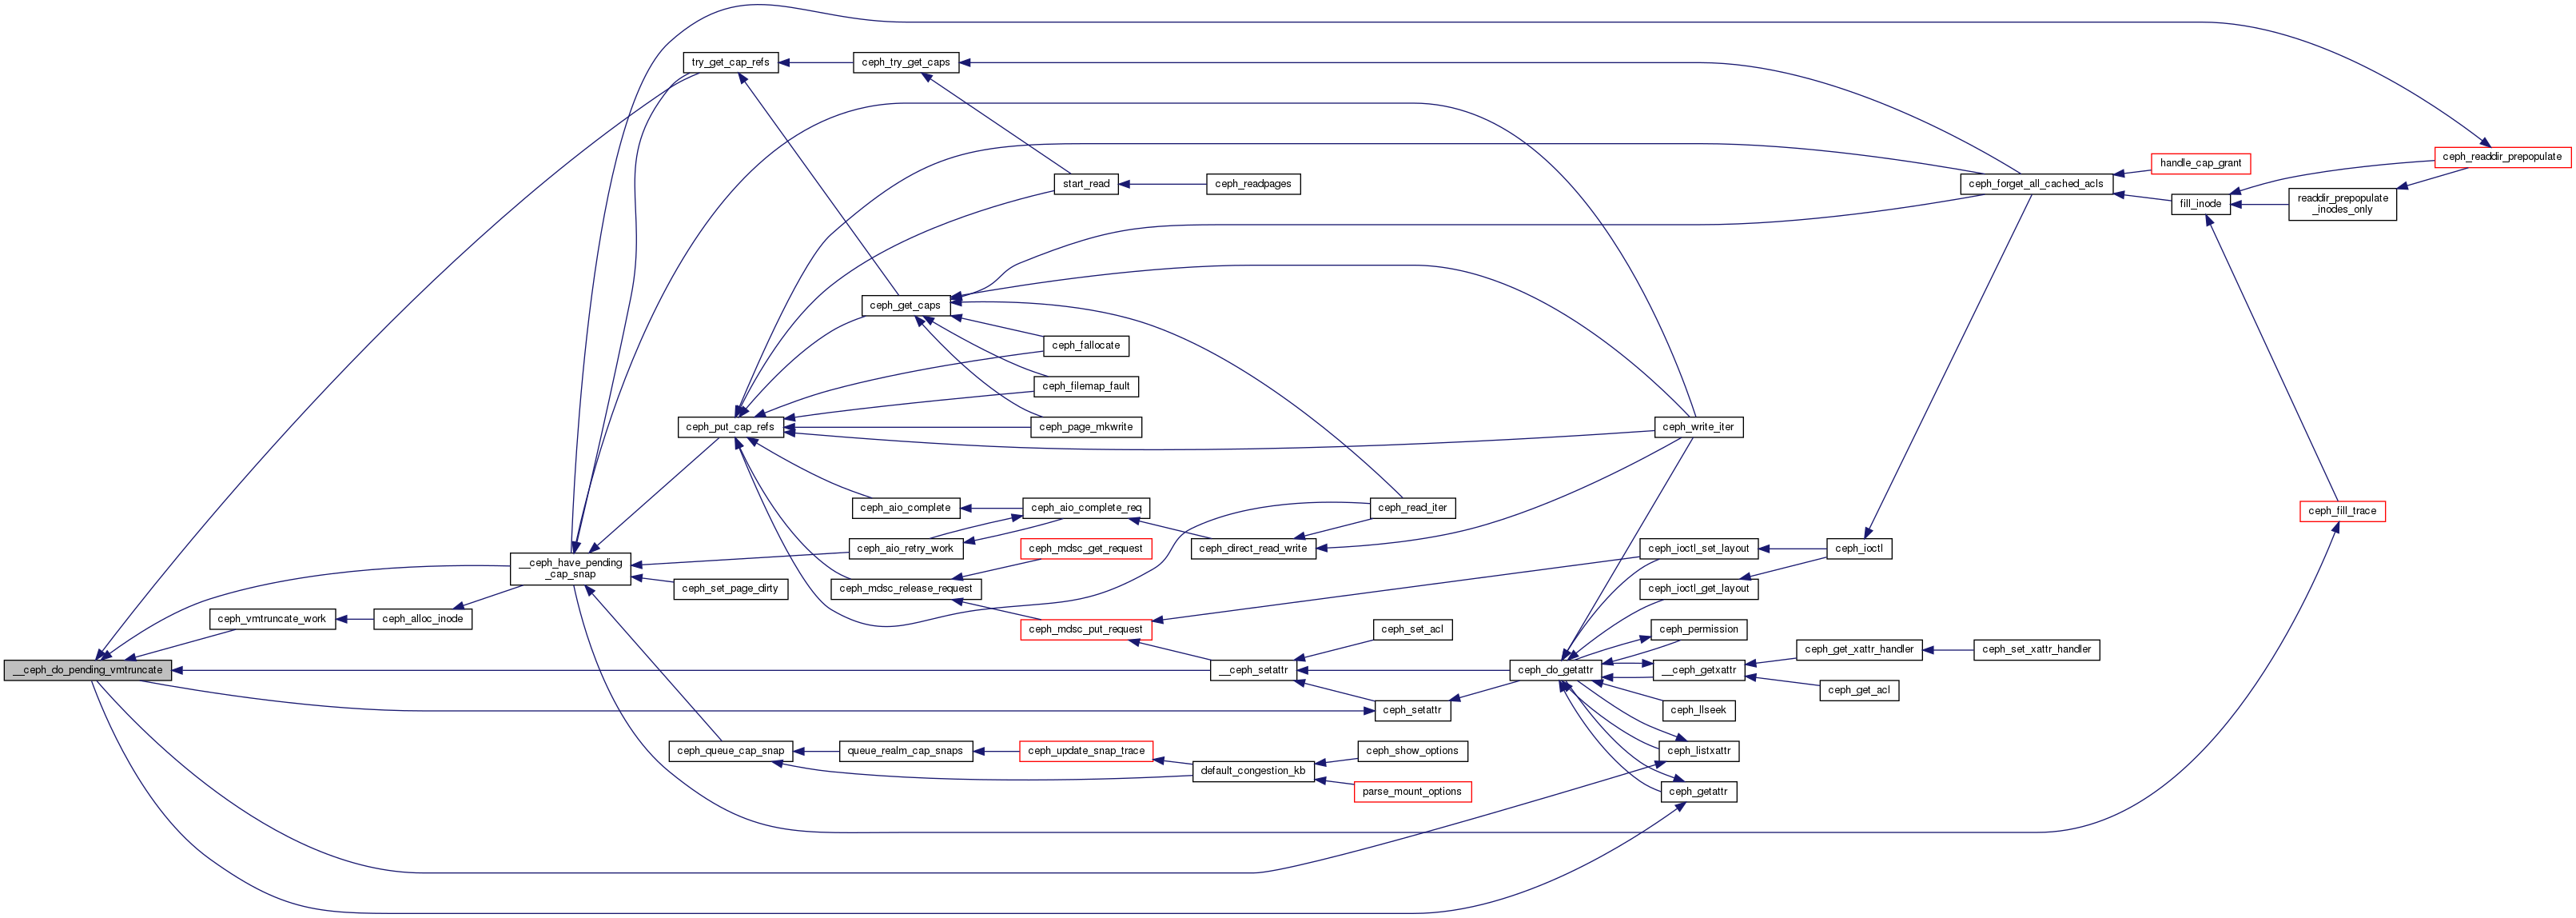 try_get_cap_refs
ceph_try_get_caps
handle_cap_grant
ceph_readdir_prepopulate
start_read
ceph_readpages
ceph_forget_all_cached_acls
fill_inode
readdir_prepopulate
_inodes_only
ceph_get_caps
ceph_fallocate
ceph_filemap_fault
ceph_put_cap_refs
ceph_page_mkwrite
ceph_write_iter
ceph_aio_complete
ceph_aio_complete_req
ceph_read_iter
ceph_fill_trace
ceph_aio_retry_work
ceph_mdsc_get_request
ceph_direct_read_write
ceph_ioctl_set_layout
ceph_ioctl
__ceph_have_pending
_cap_snap
ceph_set_page_dirty
ceph_mdsc_release_request
ceph_ioctl_get_layout
ceph_vmtruncate_work
ceph_alloc_inode
ceph_mdsc_put_request
ceph_set_acl
ceph_permission
__ceph_do_pending_vmtruncate
__ceph_setattr
ceph_do_getattr
__ceph_getxattr
ceph_get_xattr_handler
ceph_set_xattr_handler
ceph_get_acl
ceph_setattr
ceph_llseek
ceph_queue_cap_snap
queue_realm_cap_snaps
ceph_update_snap_trace
default_congestion_kb
ceph_show_options
ceph_listxattr
parse_mount_options
ceph_getattr